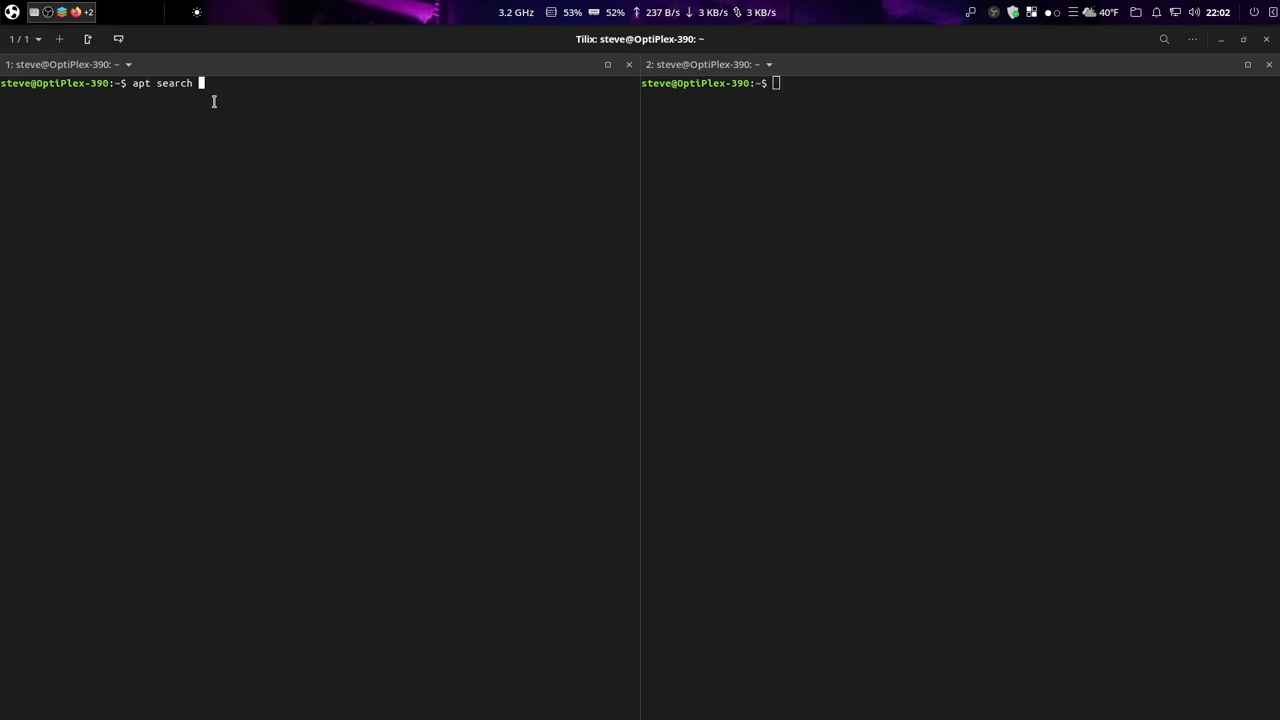 +2
3.2 GHz 53% 52% 237 B/s 3 KB/s 3 KB/s
40°F
22:02
1 / 1
Tilix: steve@OptiPlex-390: ~
1: steve@OptiPlex-390: ~
steve@OptiPlex-390:~$ apt search
2: steve@OptiPlex-390: ~
steve@OptiPlex-390:~$